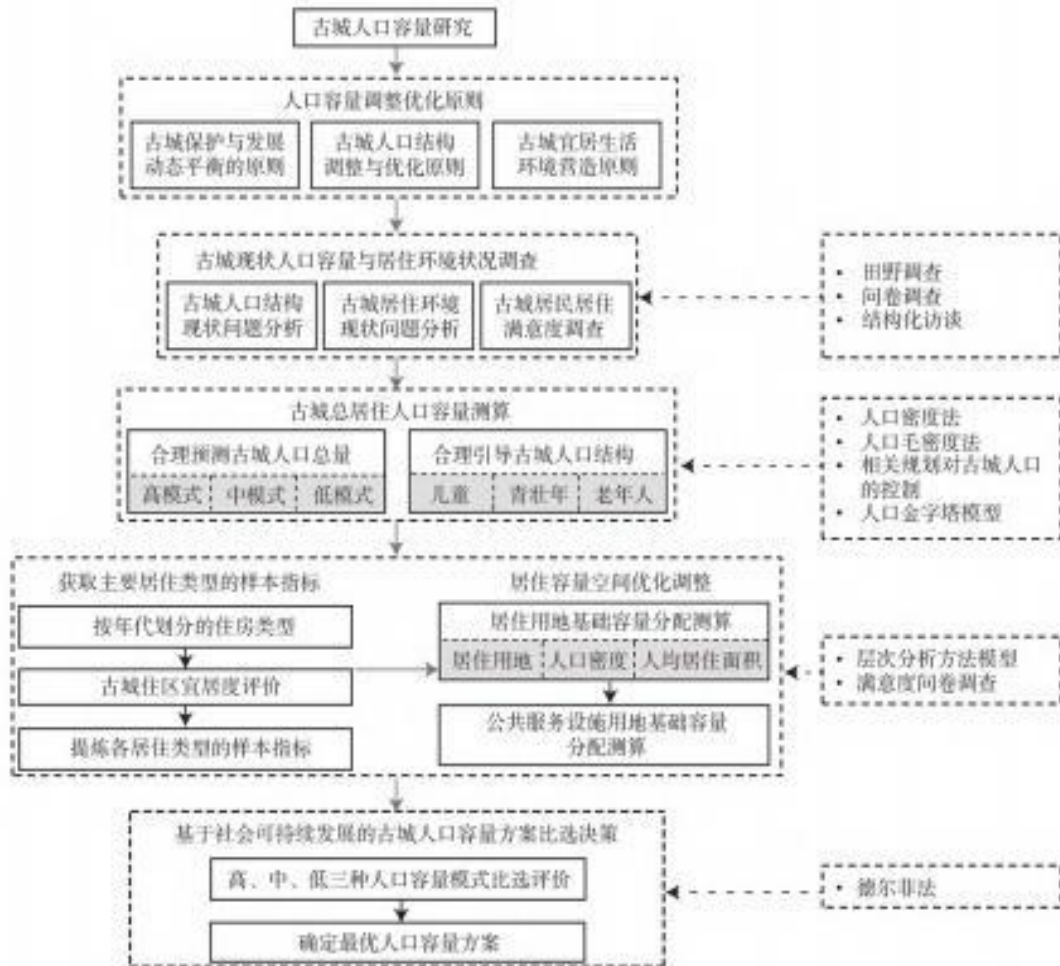 古城人口容量研究
人口容量调整优化原则
古城保护与发展
动态平衡的原则
古城人口结构
调整与优化原则
古城宜居生活
环境营造原则
古城现状人口容量与居住环境状况调查
古城人口结构
现状问题分析
古城居住环境
现状问题分析
古城居民居住
满意度调查
• 田野调查
• 问卷调查
• 结构化访谈
古城总居住人口容量测算
合理预测古城人口总量
高模式 中模式 低模式
合理引导古城人口结构
儿童 青壮年 老年人
• 人口密度法
• 人口毛密度法
• 相关规划对古城人口
的控制
• 人口金字塔模型
获取主要居住类型的样本指标
按年代划分的住房类型
古城住区宜居度评价
提炼各居住类型的样本指标
居住容量空间优化调整
居住用地基础容量分配测算
居住用地 人口密度 人均居住面积
公共服务设施用地基础容量
分配测算
• 层次分析方法模型
• 满意度问卷调查
基于社会可持续发展的古城人口容量方案比选决策
高、中、低三种人口容量模式比选评价
确定最优人口容量方案
• 德尔菲法